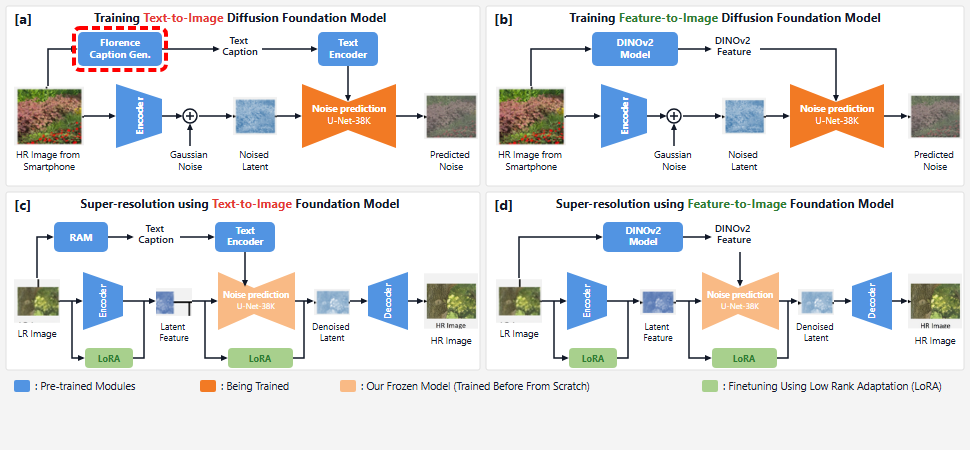 [a] Training Text-to-Image Diffusion Foundation Model
Florence
Caption Gen.
Text
Caption
Text
Encoder
Encoder
Noise prediction
U-Net-38K
HR Image from
Smartphone
Gaussian
Noise
Noised
Latent
Predicted
Noise
[b] Training Feature-to-Image Diffusion Foundation Model
DINOv2
Model
DINOv2
Feature
Encoder
Noise prediction
U-Net-38K
HR Image from
Smartphone
Gaussian
Noise
Noised
Latent
Predicted
Noise
[c] Super-resolution using Text-to-Image Foundation Model
RAM
Text
Caption
Text
Encoder
Encoder
Noise prediction
U-Net-38K
Decoder
LR Image
Latent
Feature
Denoised
Latent
HR Image
HR Image
LoRA
LoRA
[d] Super-resolution using Feature-to-Image Foundation Model
DINOv2
Model
DINOv2
Feature
Encoder
Noise prediction
U-Net-38K
Decoder
LR Image
Latent
Feature
Denoised
Latent
HR Image
HR Image
LoRA
LoRA
: Pre-trained Modules
: Being Trained
: Our Frozen Model (Trained Before From Scratch)
: Finetuning Using Low Rank Adaptation (LoRA)